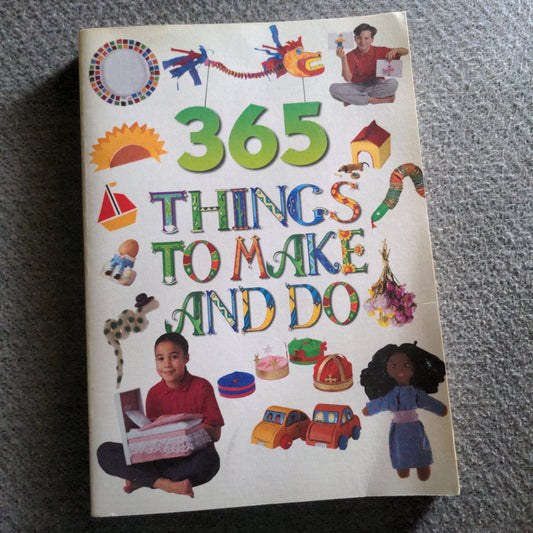 365
THINGS
TO MAKE
AND DO